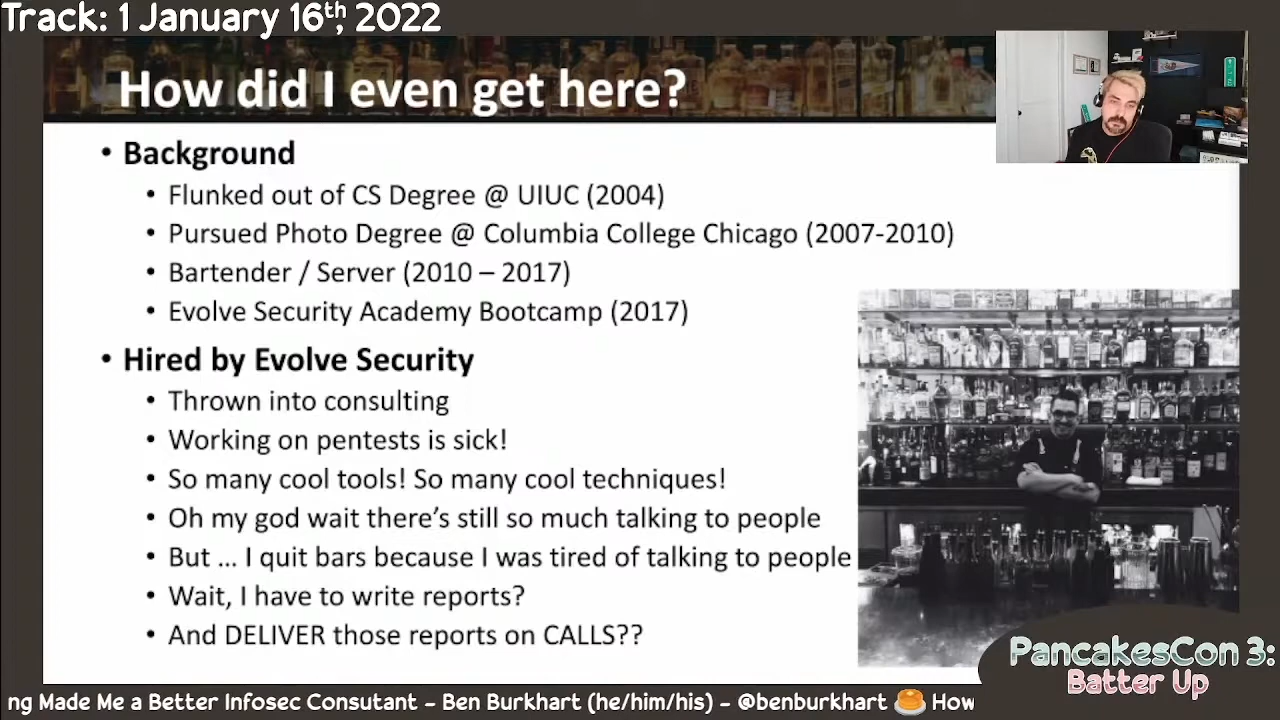 Track: 1 January 16th, 2022
How did I even get here?
• Background
• Flunked out of CS Degree @ UIUC (2004)
• Pursued Photo Degree @ Columbia College Chicago (2007-2010)
• Bartender / Server (2010 – 2017)
• Evolve Security Academy Bootcamp (2017)
• Hired by Evolve Security
• Thrown into consulting
• Working on pentests is sick!
• So many cool tools! So many cool techniques!
• Oh my god wait there’s still so much talking to people
• But ... I quit bars because I was tired of talking to people
• Wait, I have to write reports?
• And DELIVER those reports on CALLS??
PancakesCon 3:
Batter Up
ng Made Me a Better Infosec Consutant – Ben Burkhart (he/him/his) – @benburkhart 🥞 How